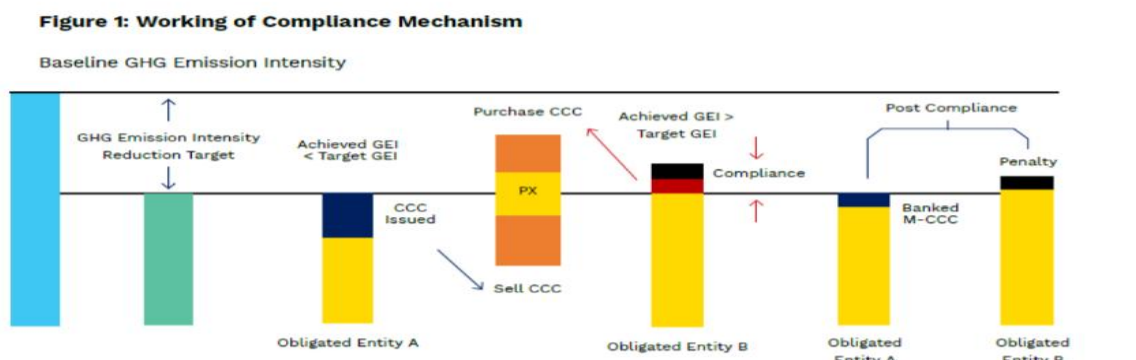 Figure 1: Working of Compliance Mechanism
Baseline GHG Emission Intensity
GHG Emission Intensity
Reduction Target
Achieved GEI
< Target GEI
CCC
Issued
Purchase CCC
PX
Sell CCC
Achieved GEI >
Target GEI
Compliance
Post Compliance
Penalty
Banked
M-CCC
Obligated Entity A
Obligated Entity B
Obligated
Entity A
Obligated
Entity B